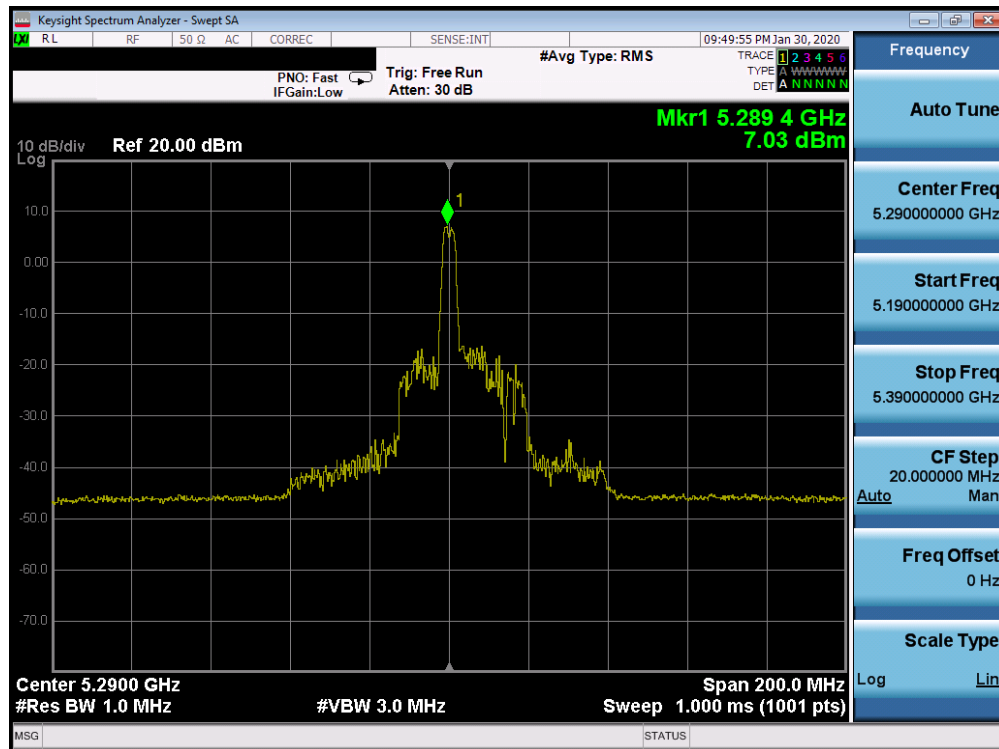 Keysight Spectrum Analyzer - Swept SA
LXI RL RF 50 Ω AC CORREC SENSE:INT 09:49:55 PM Jan 30, 2020
#Avg Type: RMS
TRACE 1 2 3 4 5 6
TYPE A WWWWW
DET A N N N N N
PNO: Fast
IFGain:Low
Trig: Free Run
Atten: 30 dB
Mkr1 5.289 4 GHz
7.03 dBm
10 dB/div Ref 20.00 dBm
Log
1
10.0
0.00
-10.0
-20.0
-30.0
-40.0
-50.0
-60.0
-70.0
Center 5.2900 GHz Span 200.0 MHz
#Res BW 1.0 MHz #VBW 3.0 MHz Sweep 1.000 ms (1001 pts)
MSG STATUS
Frequency
Auto Tune
Center Freq
5.290000000 GHz
Start Freq
5.190000000 GHz
Stop Freq
5.390000000 GHz
CF Step
20.000000 MHz
Auto Man
Freq Offset
0 Hz
Scale Type
Log Lin